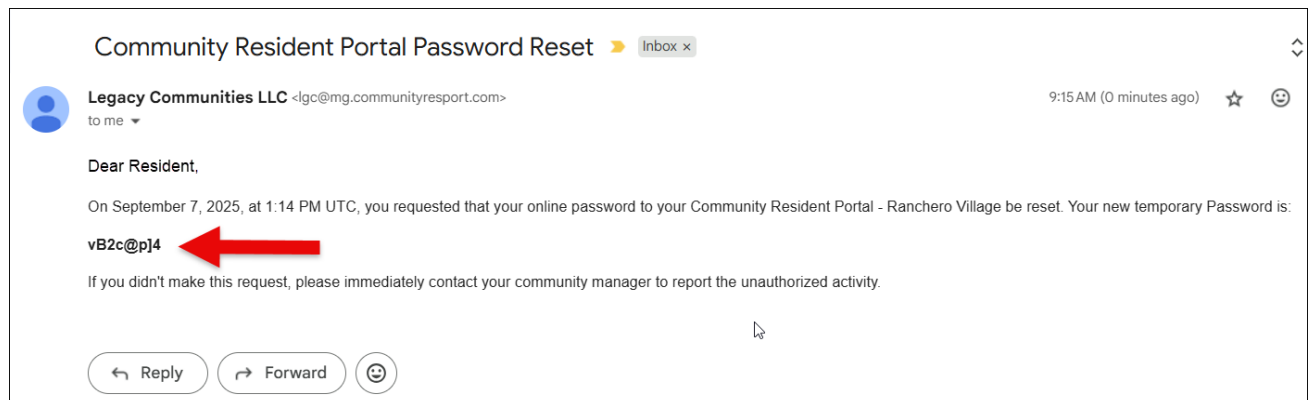 Community Resident Portal Password Reset Inbox ×
Legacy Communities LLC <lgc@mg.communityresport.com> 9:15 AM (0 minutes ago)
to me
Dear Resident,
On September 7, 2025, at 1:14 PM UTC, you requested that your online password to your Community Resident Portal - Ranchero Village be reset. Your new temporary Password is:
vB2c@p]4
If you didn't make this request, please immediately contact your community manager to report the unauthorized activity.
Reply Forward